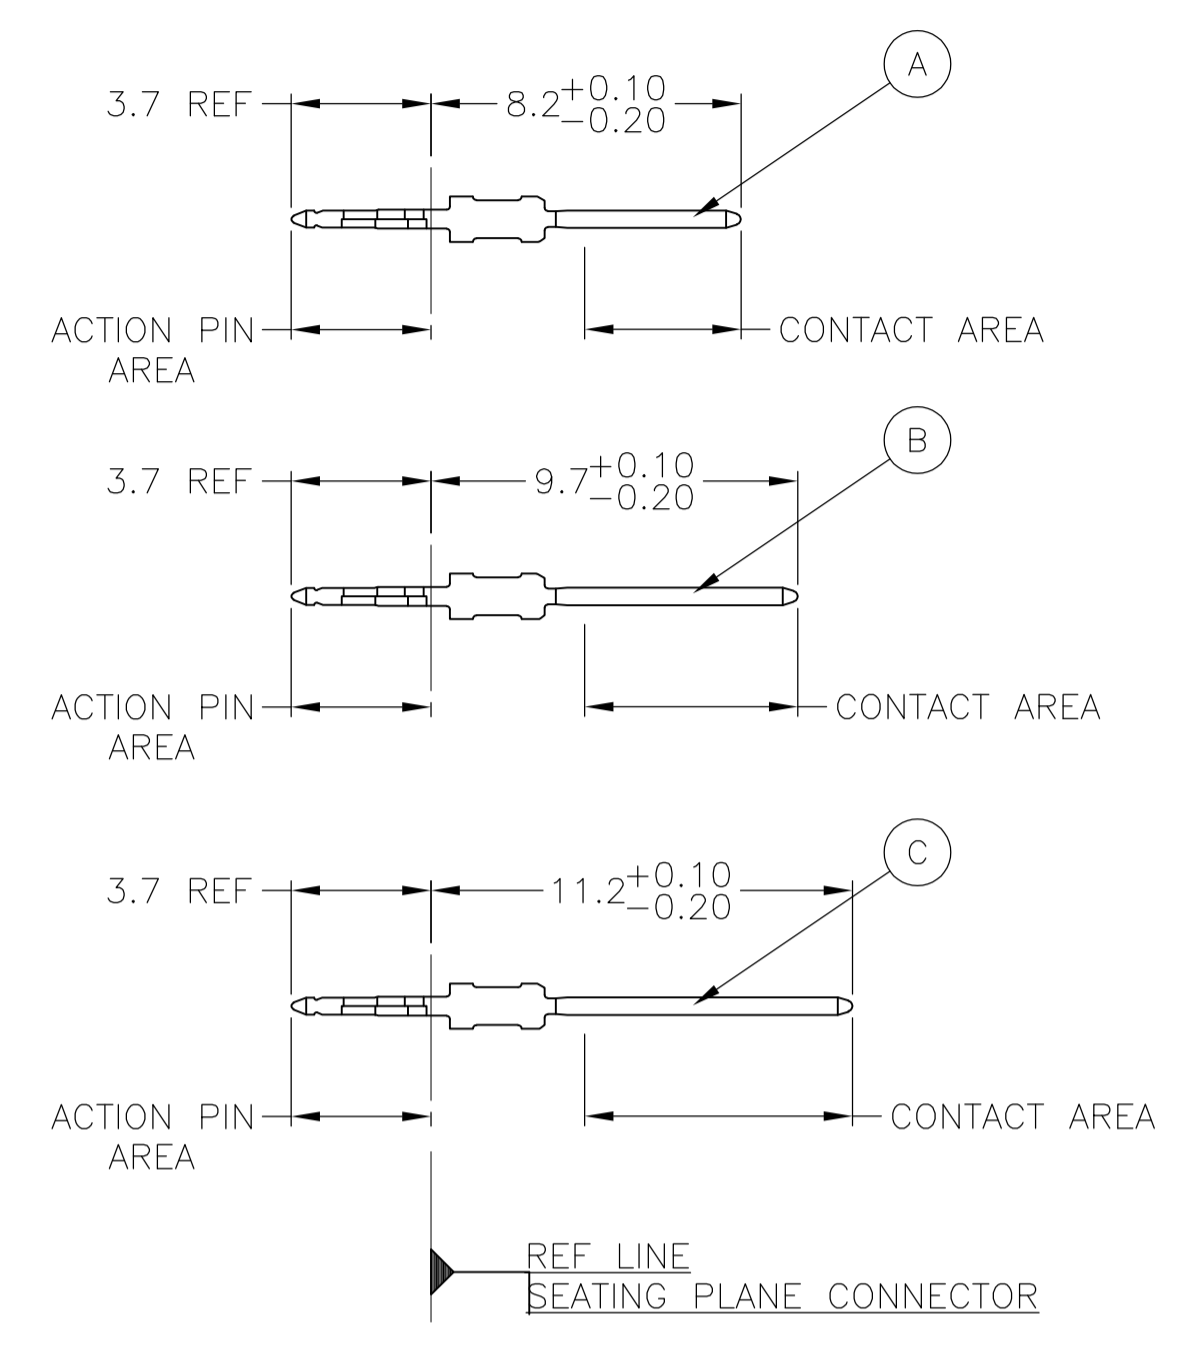 A
3.7 REF
8.2 +0.10
-0.20
ACTION PIN
AREA
CONTACT AREA
B
3.7 REF
9.7 +0.10
-0.20
ACTION PIN
AREA
CONTACT AREA
C
3.7 REF
11.2 +0.10
-0.20
ACTION PIN
AREA
CONTACT AREA
REF LINE
SEATING PLANE CONNECTOR